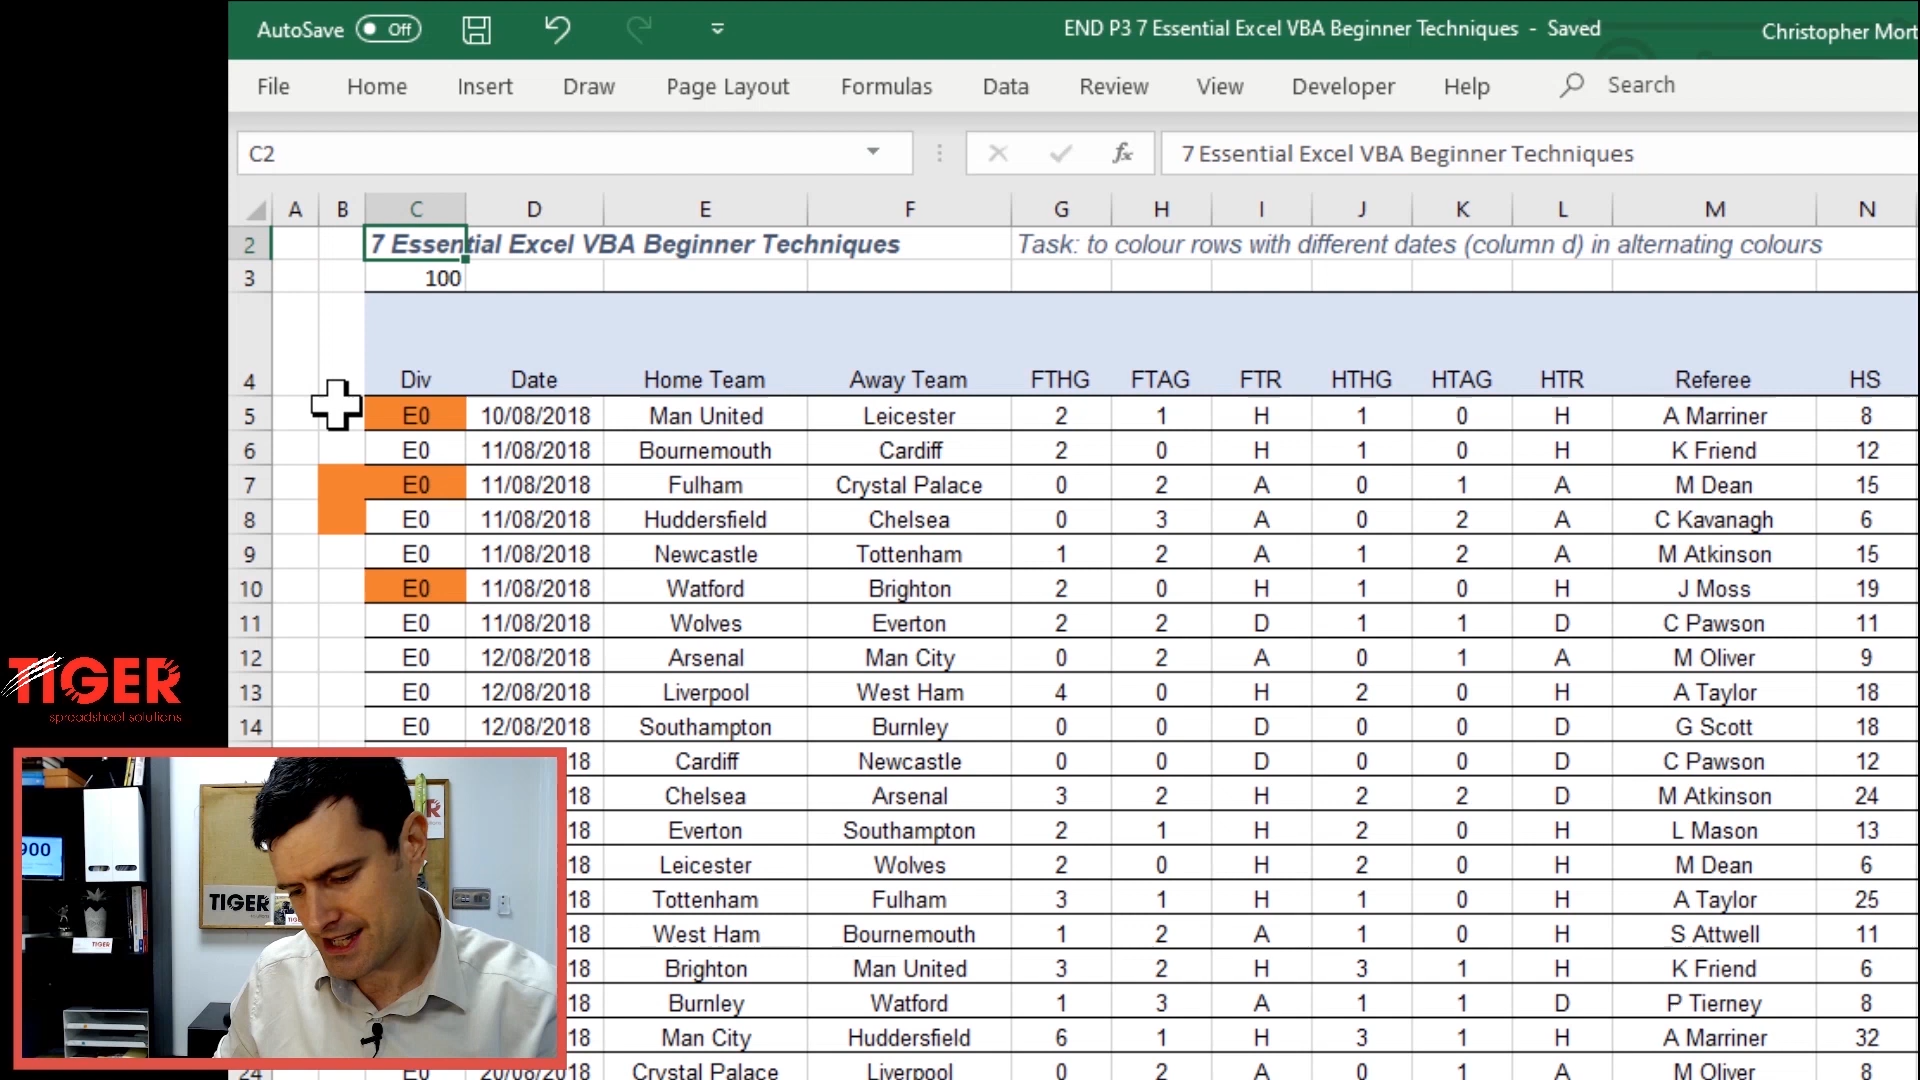 AutoSave Off END P3 7 Essential Excel VBA Beginner Techniques - Saved Christopher Mort
File Home Insert Draw Page Layout Formulas Data Review View Developer Help Search
C2 fx 7 Essential Excel VBA Beginner Techniques
A B C D E F G H I J K L M N
2 7 Essential Excel VBA Beginner Techniques Task: to colour rows with different dates (column d) in alternating colours
3 100
4 Div Date Home Team Away Team FTHG FTAG FTR HTHG HTAG HTR Referee HS
5 E0 10/08/2018 Man United Leicester 2 1 H 1 0 H A Marriner 8
6 E0 11/08/2018 Bournemouth Cardiff 2 0 H 1 0 H K Friend 12
7 E0 11/08/2018 Fulham Crystal Palace 0 2 A 0 1 A M Dean 15
8 E0 11/08/2018 Huddersfield Chelsea 0 3 A 0 2 A C Kavanagh 6
9 E0 11/08/2018 Newcastle Tottenham 1 2 A 1 2 A M Atkinson 15
10 E0 11/08/2018 Watford Brighton 2 0 H 1 0 H J Moss 19
11 E0 11/08/2018 Wolves Everton 2 2 D 1 1 D C Pawson 11
12 E0 12/08/2018 Arsenal Man City 0 2 A 0 1 A M Oliver 9
13 E0 12/08/2018 Liverpool West Ham 4 0 H 2 0 H A Taylor 18
14 E0 12/08/2018 Southampton Burnley 0 0 D 0 0 D G Scott 18
18 Cardiff Newcastle 0 0 D 0 0 D C Pawson 12
18 Chelsea Arsenal 3 2 H 2 2 D M Atkinson 24
18 Everton Southampton 2 1 H 2 0 H L Mason 13
18 Leicester Wolves 2 0 H 2 0 H M Dean 6
18 Tottenham Fulham 3 1 H 1 0 H A Taylor 25
18 West Ham Bournemouth 1 2 A 1 0 H S Attwell 11
18 Brighton Man United 3 2 H 3 1 H K Friend 6
18 Burnley Watford 1 3 A 1 1 D P Tierney 8
18 Man City Huddersfield 6 1 H 3 1 H A Marriner 32
24 E0 20/08/2018 Crystal Palace Liverpool 0 2 A 0 1 A M Oliver 8
TIGER
spreadsheet solutions
900
TIGER
TIGER